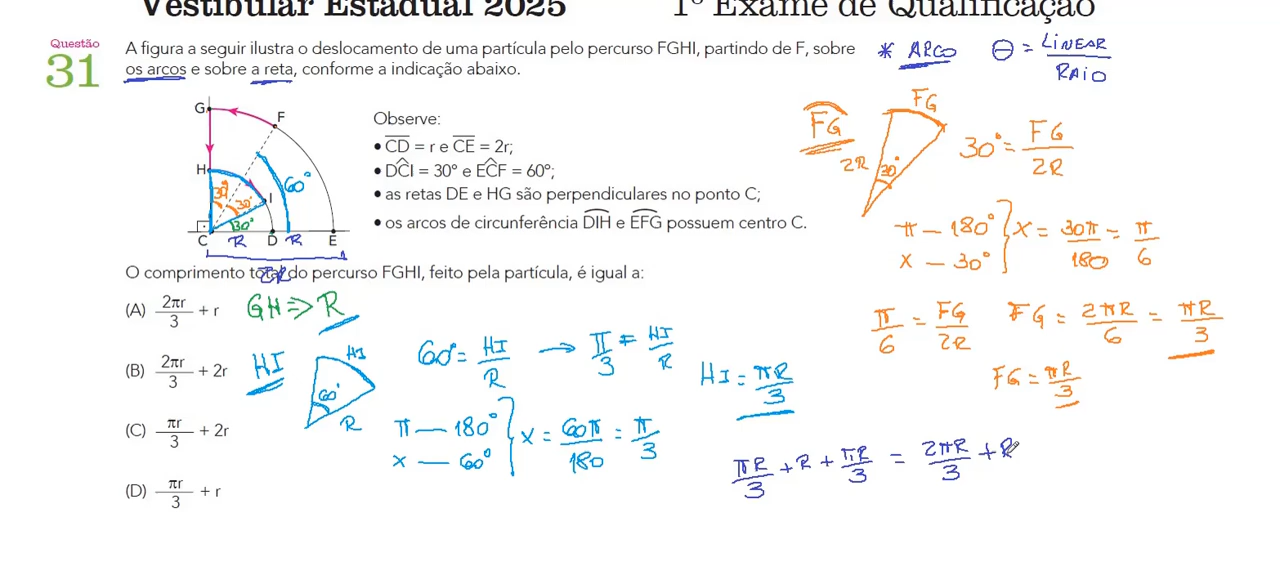 Vestibular Estadual 2025 1º Exame de Qualificação
Questão
31
A figura a seguir ilustra o deslocamento de uma partícula pelo percurso FGHI, partindo de F, sobre
os arcos e sobre a reta, conforme a indicação abaixo.
* ARCO θ = LINEAR / RAIO
G
F
H
I
C
D
E
30°
30°
30°
60°
R
R
2R
Observe:
• CD = r e CE = 2r;
• DĈI = 30º e EĈF = 60º;
• as retas DE e HG são perpendiculares no ponto C;
• os arcos de circunferência DIH e EFG possuem centro C.
FG
FG
2R
30°
30° = FG / 2R
π — 180°
x — 30°
x = 30π / 180 = π / 6
π / 6 = FG / 2R
FG = 2πR / 6 = πR / 3
FG = πR / 3
O comprimento total do percurso FGHI, feito pela partícula, é igual a:
(A) 2πr / 3 + r
(B) 2πr / 3 + 2r
(C) πr / 3 + 2r
(D) πr / 3 + r
GH ⇒ R
HI
HI
60°
R
60° = HI / R → π / 3 = HI / R
π — 180°
x — 60°
x = 60π / 180 = π / 3
HI = πR / 3
πR / 3 + R + πR / 3 = 2πR / 3 + R